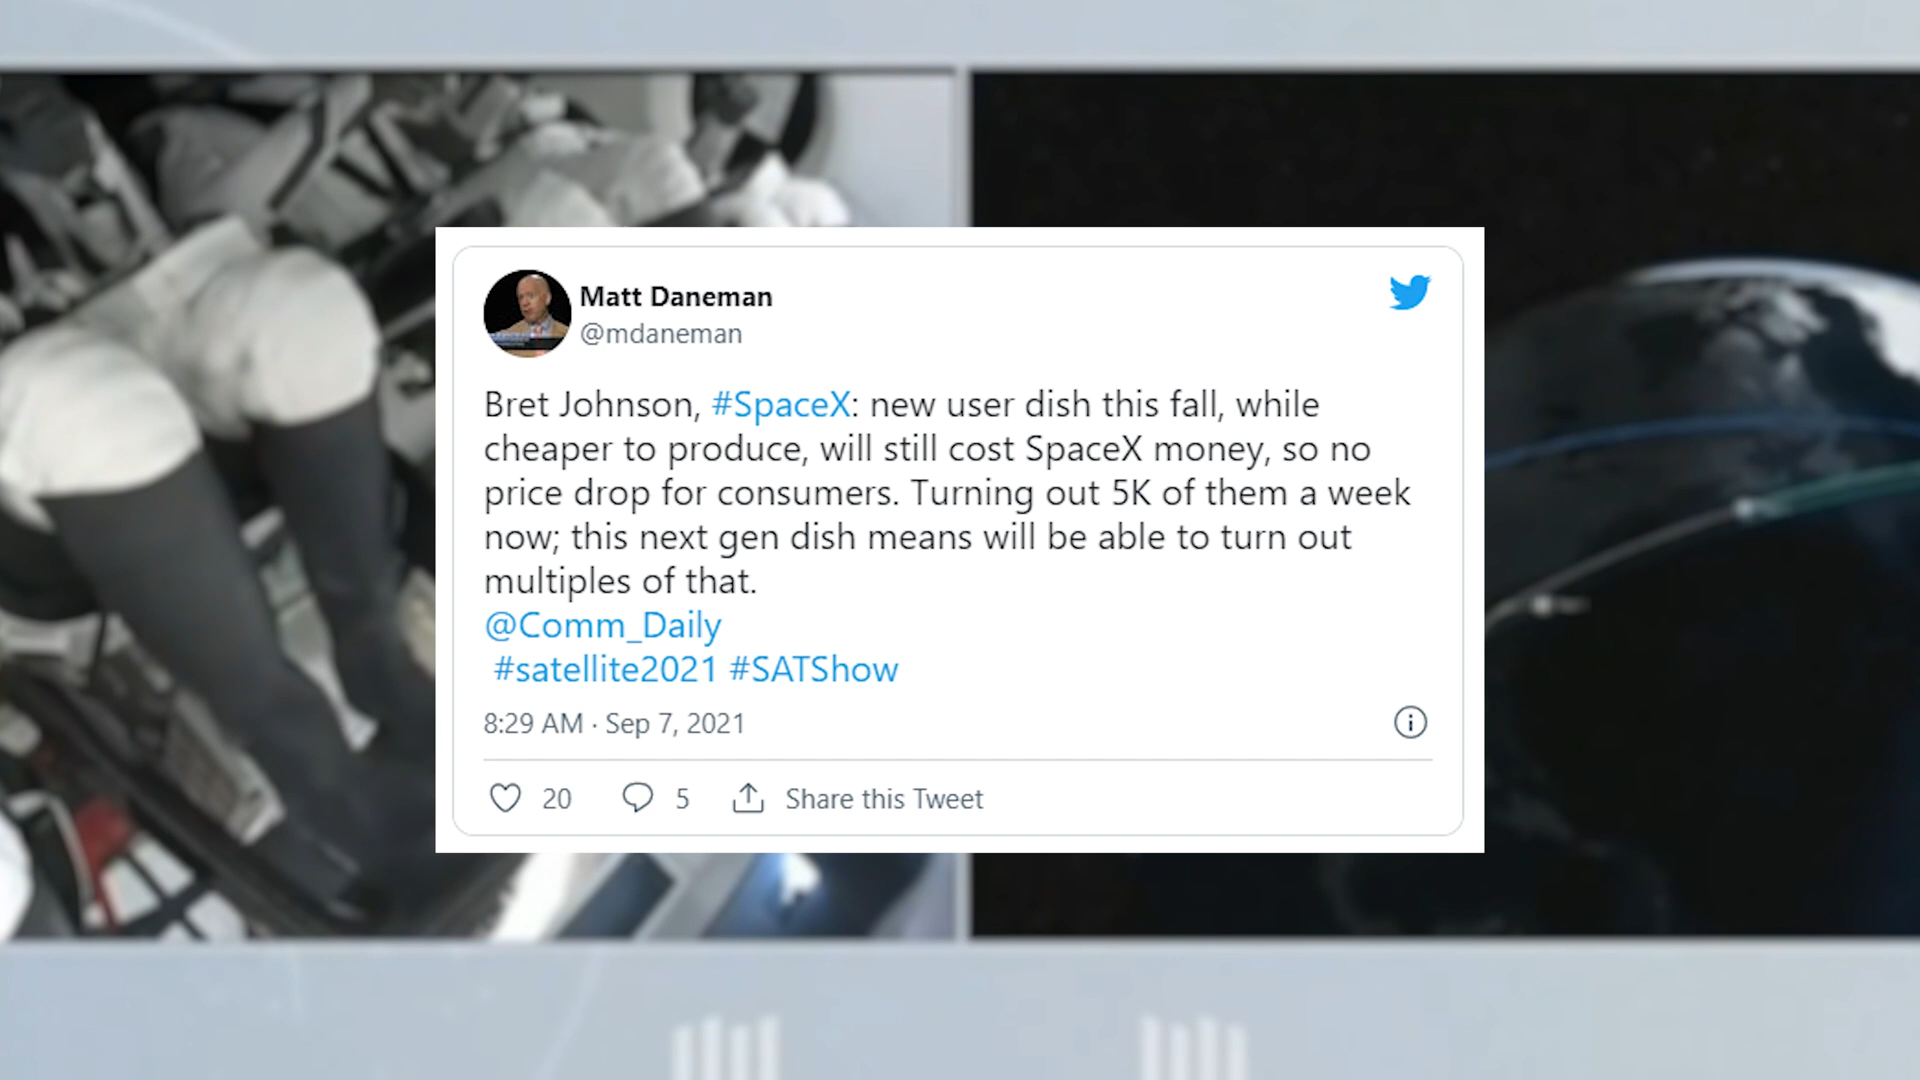 Matt Daneman
@mdaneman
Bret Johnson, #SpaceX: new user dish this fall, while
cheaper to produce, will still cost SpaceX money, so no
price drop for consumers. Turning out 5K of them a week
now; this next gen dish means will be able to turn out
multiples of that.
@Comm_Daily
#satellite2021 #SATShow
8:29 AM · Sep 7, 2021
20 5 Share this Tweet